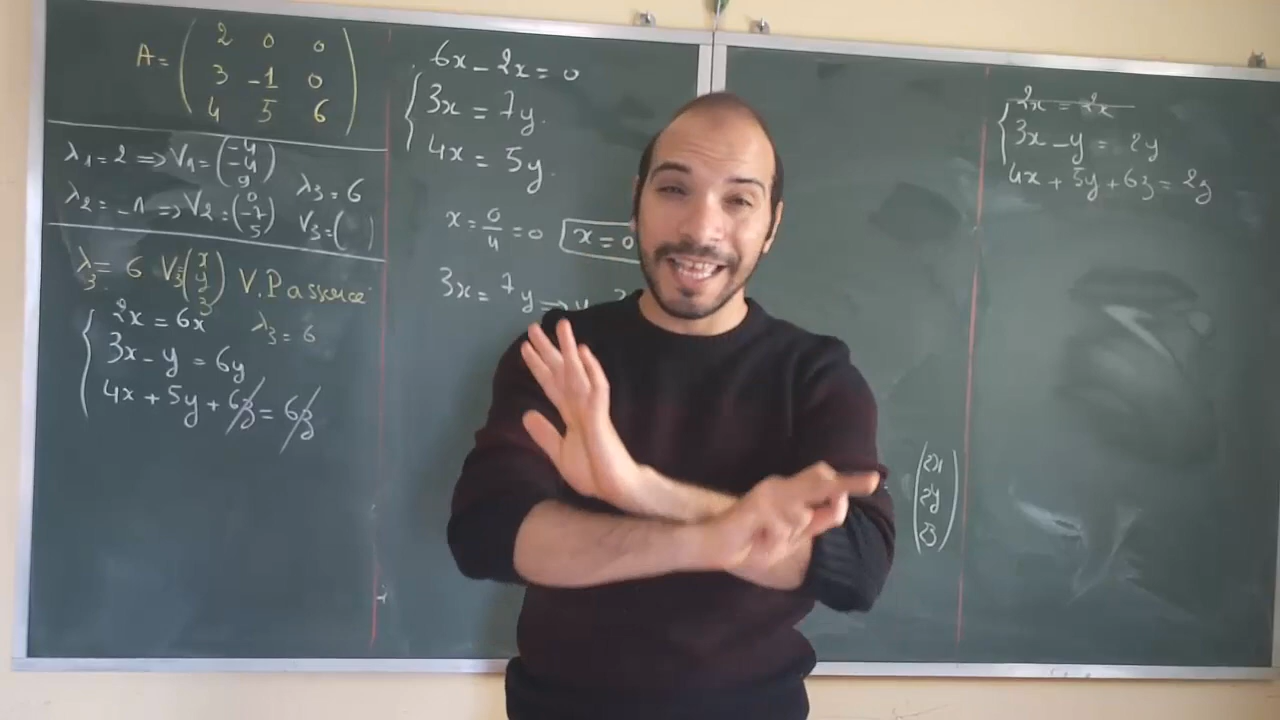 A = ( 2 0 0
3 -1 0
4 5 6 )
λ1 = 2 ⟹ V1 = ( -4 -4 9 )
λ3 = 6
λ2 = -1 ⟹ V2 = ( 0 -7 5 )
V3 = ( )
λ3 = 6 V3 = ( x y z ) V.P associé
λ3 = 6
2x = 6x
3x - y = 6y
4x + 5y + 6z = 6z
6x - 2x = 0
3x = 7y.
4x = 5y.
x = 0/4 = 0
x = 0
3x = 7y ⟹ y
( 2x
2y
2z )
2x = 2x
3x - y = 2y
4x + 5y + 6z = 2z